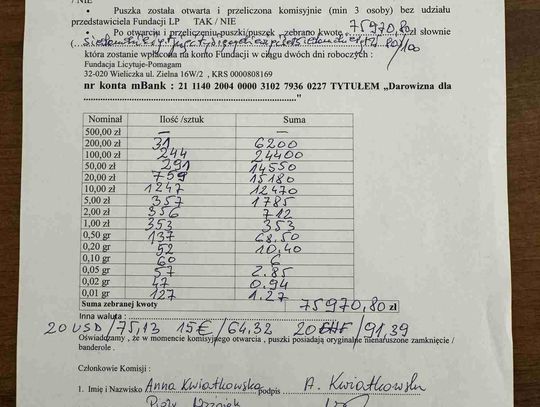 / NIE
• Puszka została otwarta i przeliczona komisyjnie (min 3 osoby) bez udziału
przedstawiciela Fundacji LP TAK / NIE
• Po otwarciu i przeliczeniu puszki/puszek zebrano kwotę 75970,80 zł słownie
80/100
która zostanie wpłacona na konto Fundacji w ciągu dwóch dni roboczych :
Fundacja Licytuje-Pomagam
32-020 Wieliczka ul. Zielna 16W/2 , KRS 0000808169
nr konta mBank : 21 1140 2004 0000 3102 7936 0227 TYTUŁEM „Darowizna dla
...................................................."
Nominał Ilość /sztuk Suma
500,00 zł — —
200,00 zł 31 6200
100,00 zł 244 24400
50,00 zł 291 14550
20,00 zł 759 15180
10,00 zł 1247 12470
5,00 zł 357 1785
2,00 zł 356 712
1,00 zł 353 353
0,50 gr 137 68.50
0,20 gr 52 10,40
0,10 gr 60 6
0,05 gr 57 2.85
0,02 gr 47 0.94
0,01 gr 127 1.27
Suma zebranej kwoty 75970,80 zł
Inna waluta :
20 USD/75,13 15€/64,32 20 CHF/91,39
Oświadczamy , że w momencie komisyjnego otwarcia , puszki posiadają oryginalne nienaruszone zamknięcie /
banderole .
Członkowie Komisji :
1. Imię i Nazwisko Anna Kwiatkowska podpis A. Kwiatkowska